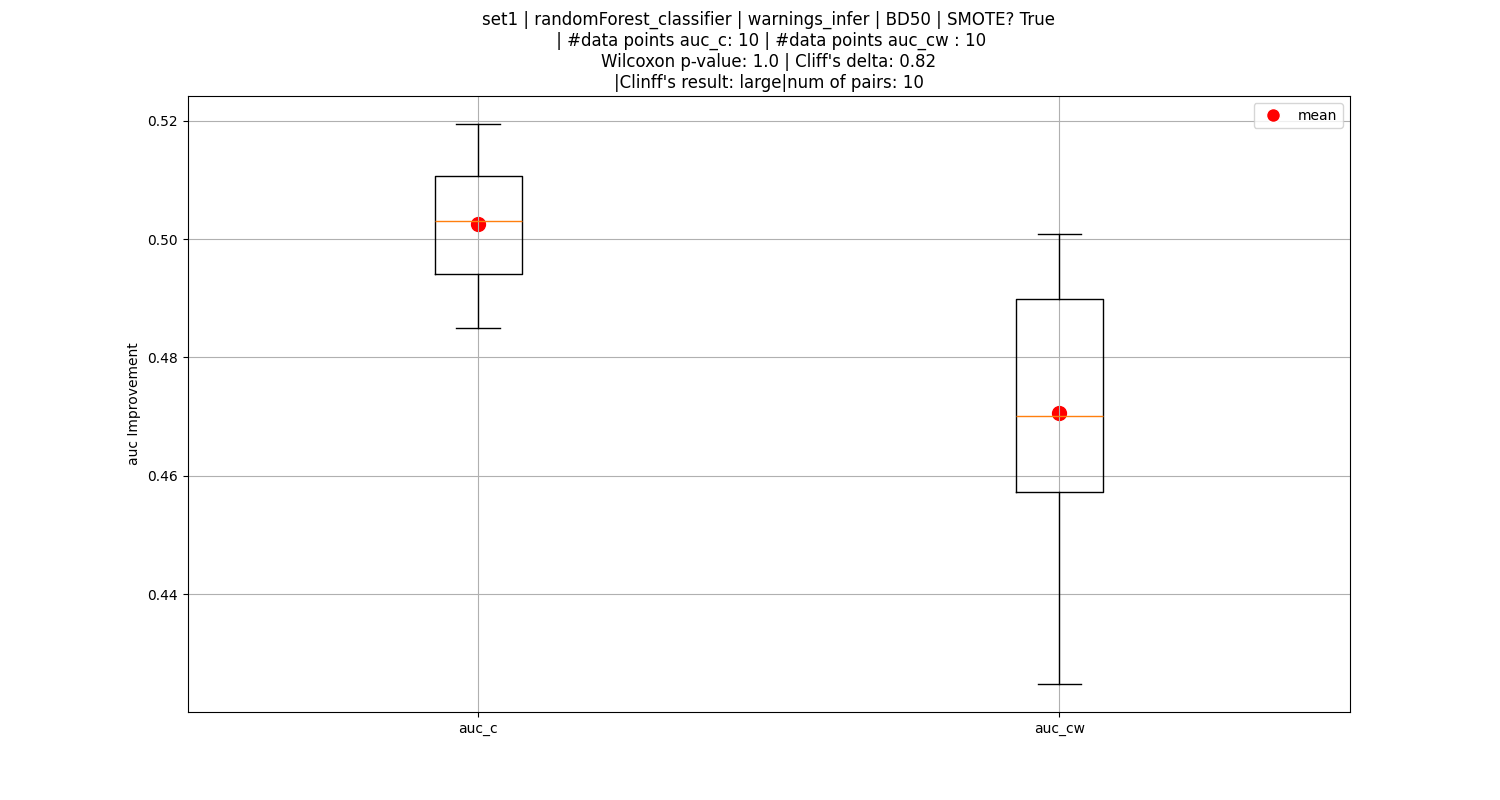 set1 | randomForest_classifier | warnings_infer | BD50 | SMOTE? True
| #data points auc_c: 10 | #data points auc_cw : 10
Wilcoxon p-value: 1.0 | Cliff's delta: 0.82
|Clinff's result: large|num of pairs: 10
mean
0.52
0.50
0.48
0.46
0.44
auc Improvement
auc_c
auc_cw